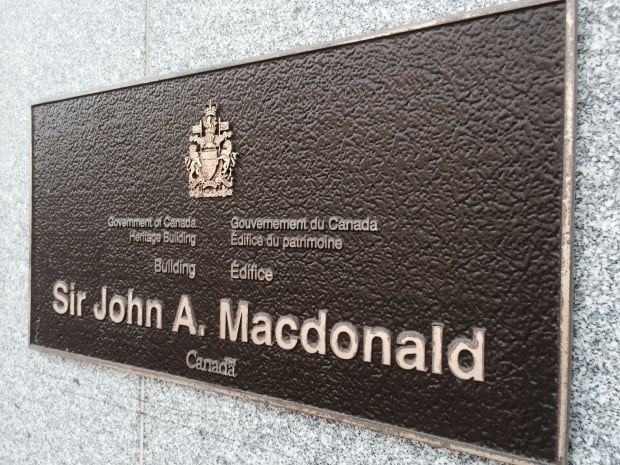 Government of Canada
Heritage Building
Gouvernement du Canada
Édifice du patrimoine
Building
Édifice
Sir John A. Macdonald
Canada